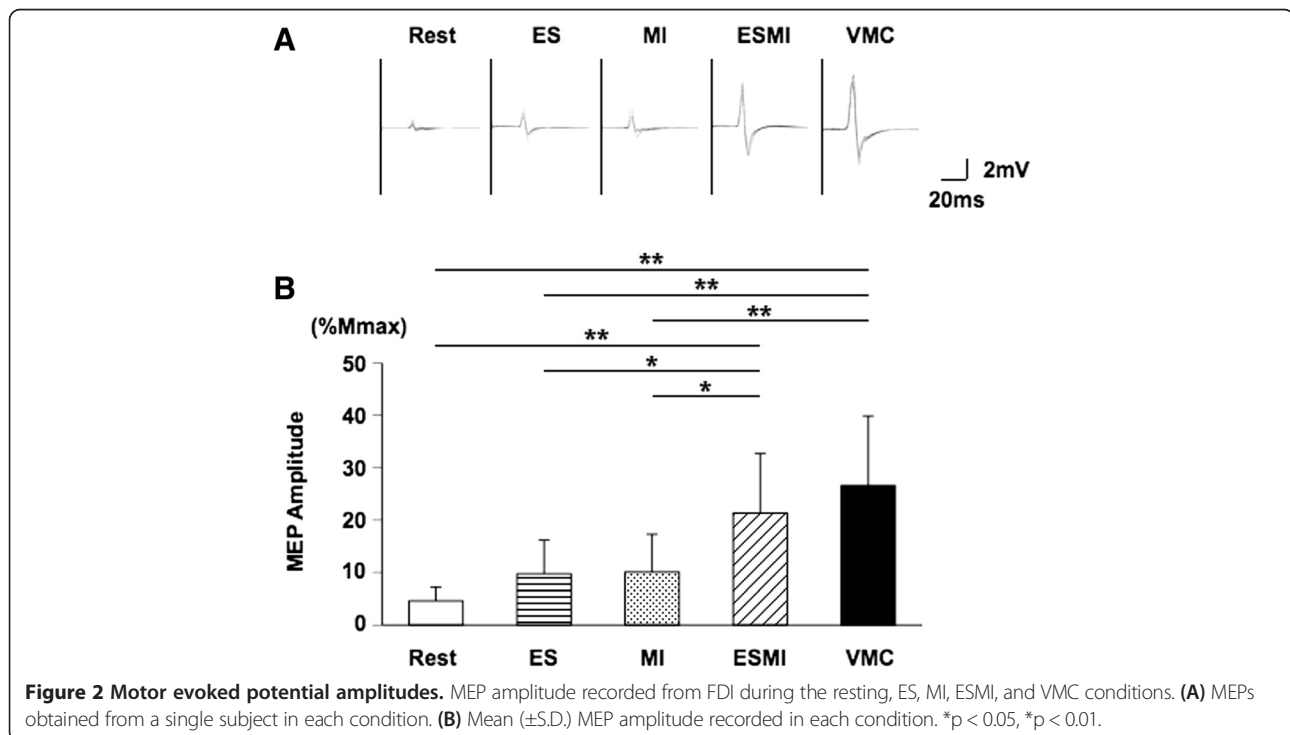 A
Rest ES MI ESMI VMC
2mV
20ms
B
**
**
**
**
*
*
(%Mmax)
MEP Amplitude
50
40
30
20
10
0
Rest ES MI ESMI VMC
Figure 2 Motor evoked potential amplitudes. MEP amplitude recorded from FDI during the resting, ES, MI, ESMI, and VMC conditions. (A) MEPs
obtained from a single subject in each condition. (B) Mean (±S.D.) MEP amplitude recorded in each condition. *p < 0.05, *p < 0.01.